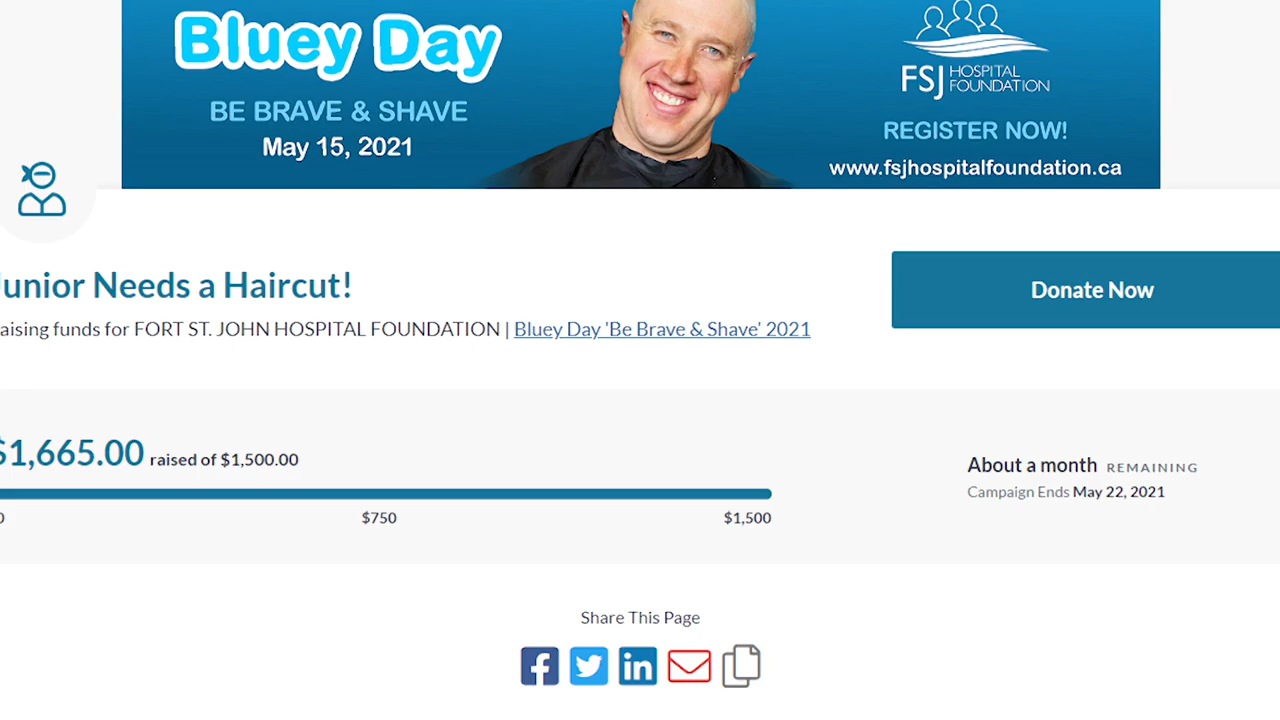 Bluey Day
BE BRAVE & SHAVE
May 15, 2021
FSJ HOSPITAL
FOUNDATION
REGISTER NOW!
www.fsjhospitalfoundation.ca
Junior Needs a Haircut!
aising funds for FORT ST. JOHN HOSPITAL FOUNDATION | Bluey Day 'Be Brave & Shave' 2021
Donate Now
$1,665.00 raised of $1,500.00
0 $750 $1,500
About a month REMAINING
Campaign Ends May 22, 2021
Share This Page